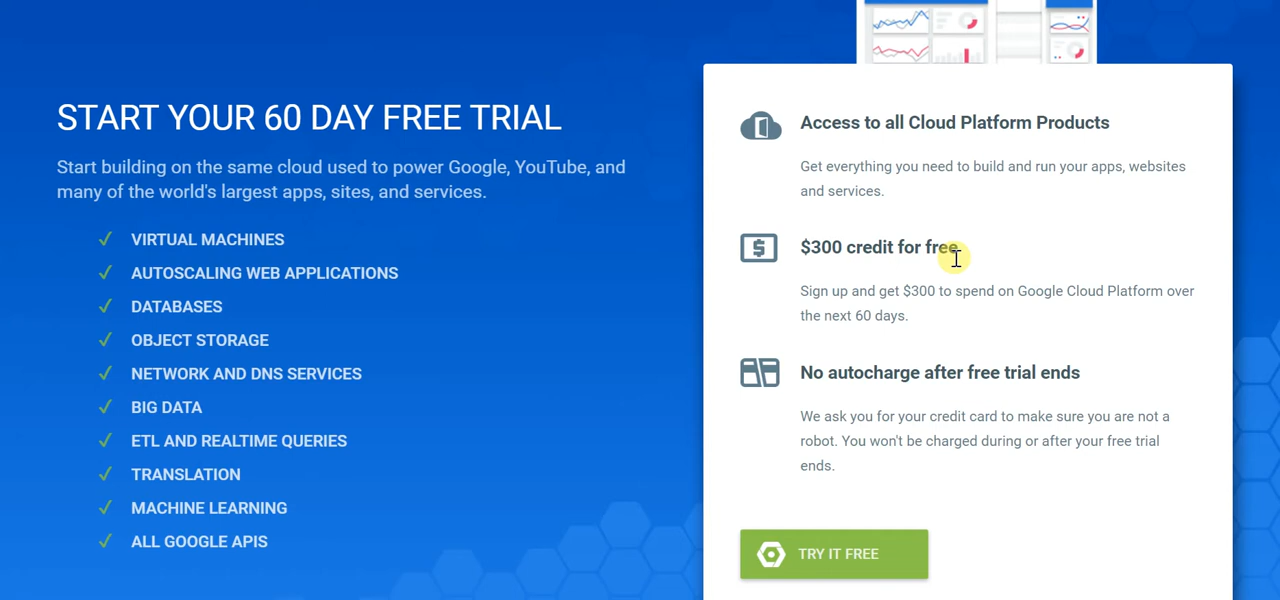 START YOUR 60 DAY FREE TRIAL
Start building on the same cloud used to power Google, YouTube, and
many of the world's largest apps, sites, and services.
VIRTUAL MACHINES
AUTOSCALING WEB APPLICATIONS
DATABASES
OBJECT STORAGE
NETWORK AND DNS SERVICES
BIG DATA
ETL AND REALTIME QUERIES
TRANSLATION
MACHINE LEARNING
ALL GOOGLE APIS
Access to all Cloud Platform Products
Get everything you need to build and run your apps, websites
and services.
$300 credit for free
Sign up and get $300 to spend on Google Cloud Platform over
the next 60 days.
No autocharge after free trial ends
We ask you for your credit card to make sure you are not a
robot. You won't be charged during or after your free trial
ends.
TRY IT FREE